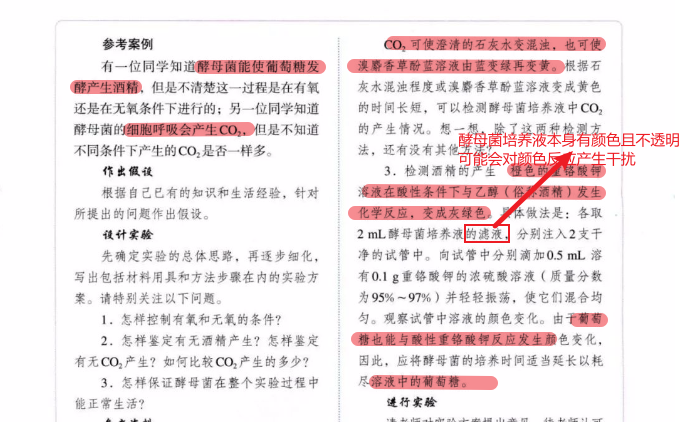 参考案例
有一位同学知道酵母菌能使葡萄糖发
酵产生酒精，但是不清楚这一过程是在有氧
还是在无氧条件下进行的；另一位同学知道
酵母菌的细胞呼吸会产生CO₂，但是不知道
不同条件下产生的CO₂是否一样多。
作出假设
根据自己已有的知识和生活经验，针对
所提出的问题作出假设。
设计实验
先确定实验的总体思路，再逐步细化，
写出包括材料用具和方法步骤在内的实验方
案。请特别关注以下问题。
1．怎样控制有氧和无氧的条件？
2．怎样鉴定有无酒精产生？怎样鉴定
有无CO₂产生？如何比较CO₂产生的多少？
3．怎样保证酵母菌在整个实验过程中
能正常生活？
CO₂可使澄清的石灰水变混浊，也可使
溴麝香草酚蓝溶液由蓝变绿再变黄。根据石
灰水混浊程度或溴麝香草酚蓝溶液变成黄色
的时间长短，可以检测酵母菌培养液中CO₂
的产生情况。想一想，除了这两种检测方
法，还有没有其他方法？
酵母菌培养液本身有颜色且不透明
可能会对颜色反应产生干扰
3．检测酒精的产生 橙色的重铬酸钾
溶液在酸性条件下与乙醇（俗称酒精）发生
化学反应，变成灰绿色。具体做法是：各取
2 mL酵母菌培养液的滤液，分别注入2支干
净的试管中。向试管中分别滴加0.5 mL 溶
有0.1 g重铬酸钾的浓硫酸溶液（质量分数
为95%～97%）并轻轻振荡，使它们混合均
匀。观察试管中溶液的颜色变化。由于葡萄
糖也能与酸性重铬酸钾反应发生颜色变化，
因此，应将酵母菌的培养时间适当延长以耗
尽溶液中的葡萄糖。
进行实验